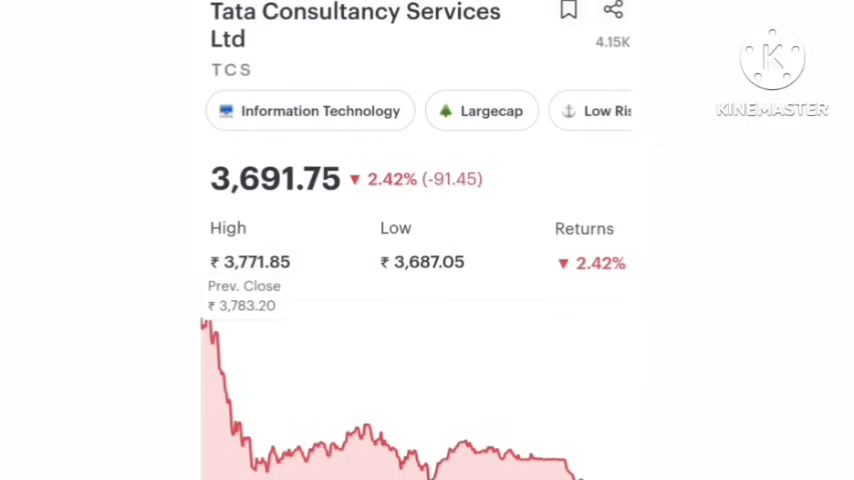 Tata Consultancy Services
Ltd
4.15K
TCS
Information Technology
Largecap
Low Ris
3,691.75 ▼ 2.42% (-91.45)
High Low Returns
₹ 3,771.85 ₹ 3,687.05 ▼ 2.42%
Prev. Close
₹ 3,783.20
K
KINEMASTER